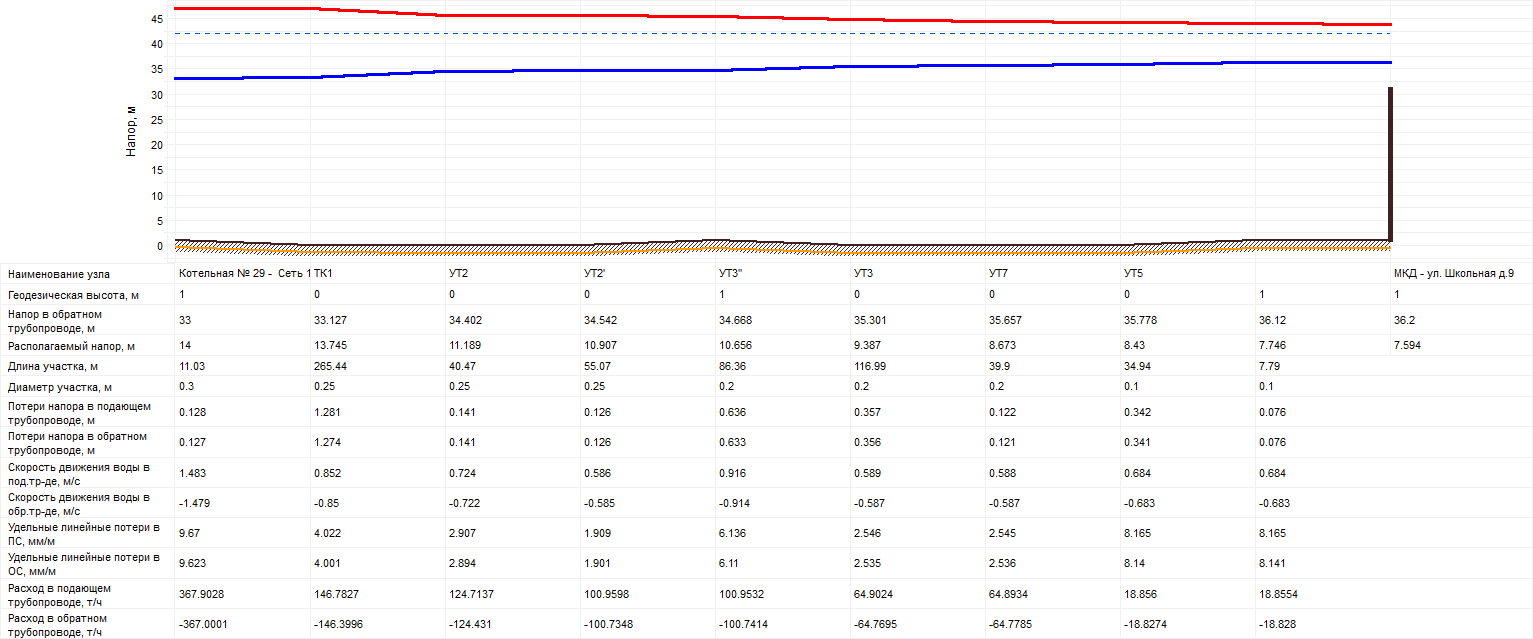 45
40
35
30
25
20
15
10
5
0
Напор, м
Наименование узла Котельная № 29 - Сеть 1 ТК1 УТ2 УТ2' УТ3" УТ3 УТ7 УТ5 МКД - ул. Школьная д.9
Геодезическая высота, м 1 0 0 0 1 0 0 0 1 1
Напор в обратном
трубопроводе, м 33 33.127 34.402 34.542 34.668 35.301 35.657 35.778 36.12 36.2
Располагаемый напор, м 14 13.745 11.189 10.907 10.656 9.387 8.673 8.43 7.746 7.594
Длина участка, м 11.03 265.44 40.47 55.07 86.36 116.99 39.9 34.94 7.79
Диаметр участка, м 0.3 0.25 0.25 0.25 0.2 0.2 0.2 0.1 0.1
Потери напора в подающем
трубопроводе, м 0.128 1.281 0.141 0.126 0.636 0.357 0.122 0.342 0.076
Потери напора в обратном
трубопроводе, м 0.127 1.274 0.141 0.126 0.633 0.356 0.121 0.341 0.076
Скорость движения воды в
под.тр-де, м/с 1.483 0.852 0.724 0.586 0.916 0.589 0.588 0.684 0.684
Скорость движения воды в
обр.тр-де, м/с -1.479 -0.85 -0.722 -0.585 -0.914 -0.587 -0.587 -0.683 -0.683
Удельные линейные потери в
ПС, мм/м 9.67 4.022 2.907 1.909 6.136 2.546 2.545 8.165 8.165
Удельные линейные потери в
ОС, мм/м 9.623 4.001 2.894 1.901 6.11 2.535 2.536 8.14 8.141
Расход в подающем
трубопроводе, т/ч 367.9028 146.7827 124.7137 100.9598 100.9532 64.9024 64.8934 18.856 18.8554
Расход в обратном
трубопроводе, т/ч -367.0001 -146.3996 -124.431 -100.7348 -100.7414 -64.7695 -64.7785 -18.8274 -18.828